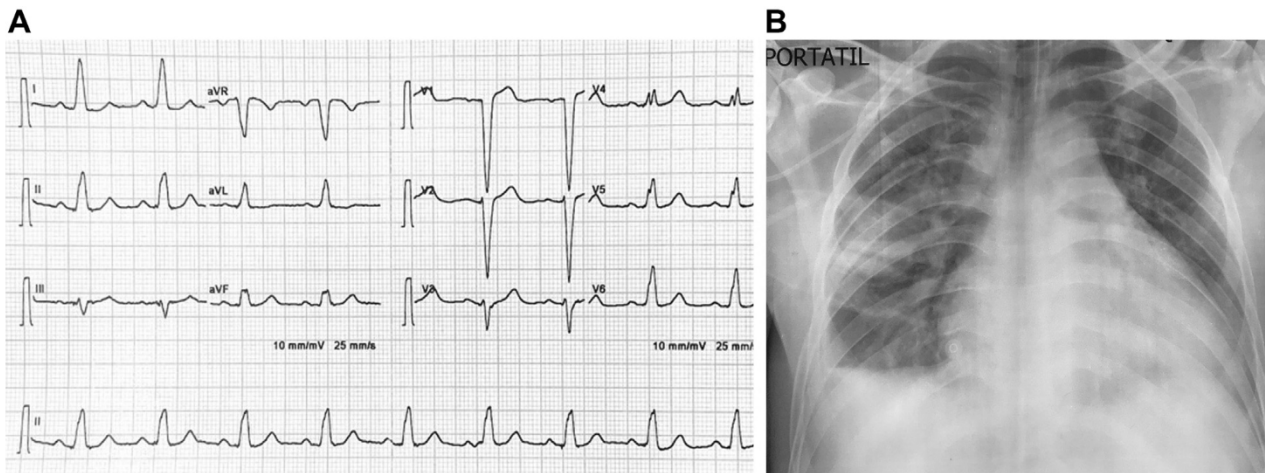 A
B
I
aVR
V1
V4
II
aVL
V2
V5
III
aVF
V3
V6
10 mm/mV 25 mm/s
10 mm/mV 25 mm/
II
PORTATIL